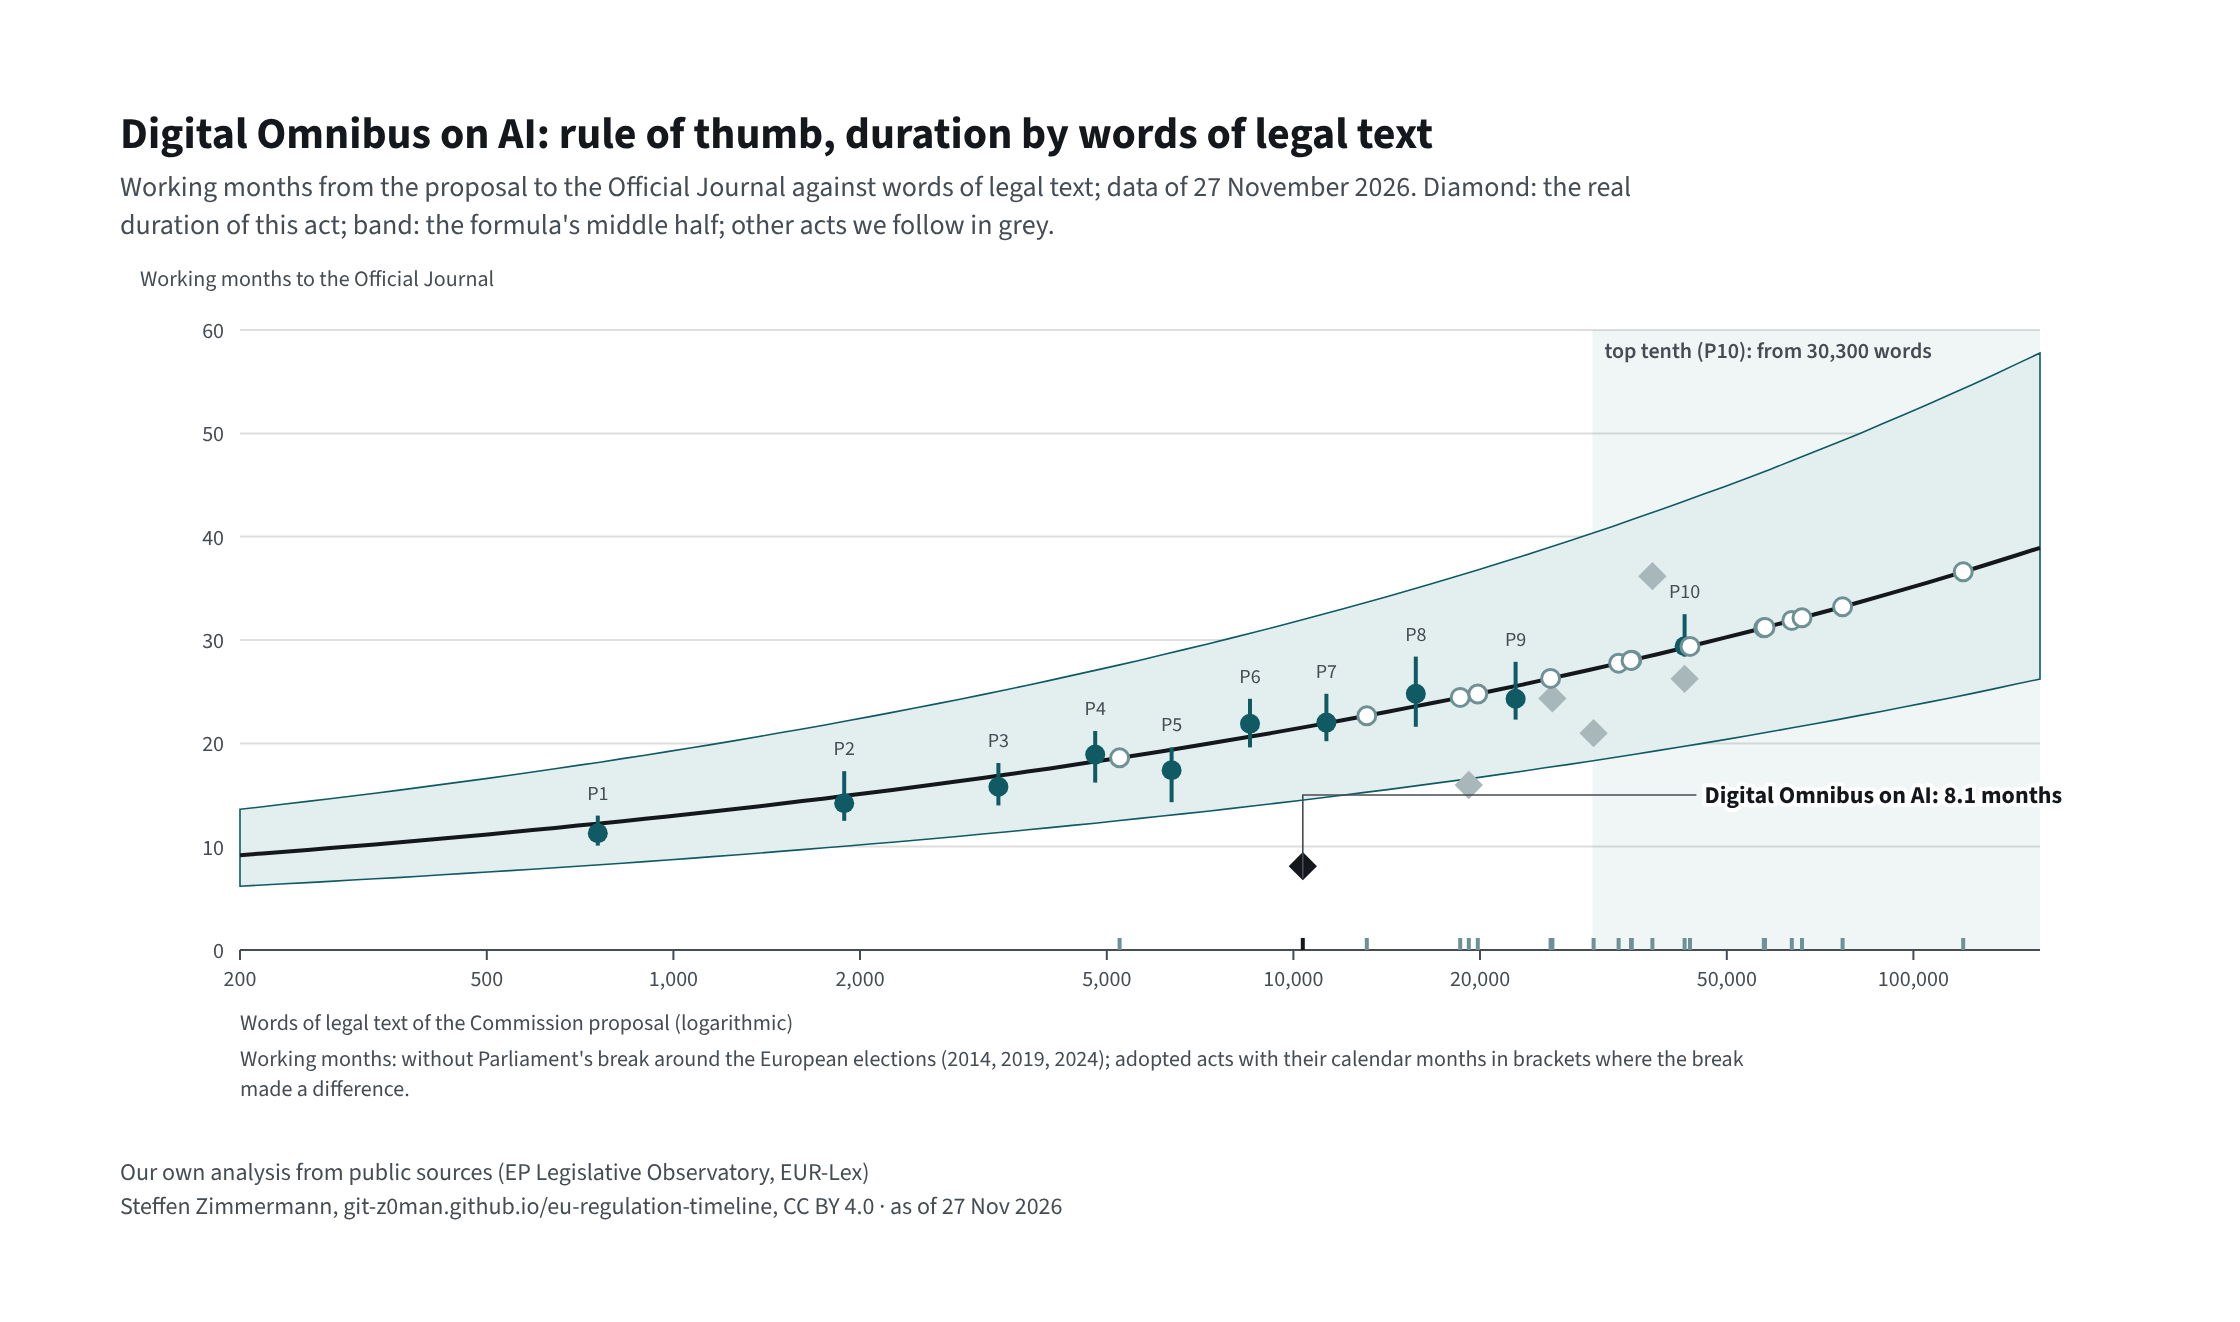 Digital Omnibus on AI: rule of thumb, duration by words of legal text
Working months from the proposal to the Official Journal against words of legal text; data of 27 November 2026. Diamond: the real
duration of this act; band: the formula's middle half; other acts we follow in grey.
Working months to the Official Journal
60
top tenth (P10): from 30,300 words
50
40
P10
30
P8
P9
P6
P7
P4
P5
P3
P2
20
P1
Digital Omnibus on AI: 8.1 months
10
0
200 500 1,000 2,000 5,000 10,000 20,000 50,000 100,000
Words of legal text of the Commission proposal (logarithmic)
Working months: without Parliament's break around the European elections (2014, 2019, 2024); adopted acts with their calendar months in brackets where the break
made a difference.
Our own analysis from public sources (EP Legislative Observatory, EUR-Lex)
Steffen Zimmermann, git-z0man.github.io/eu-regulation-timeline, CC BY 4.0 · as of 27 Nov 2026